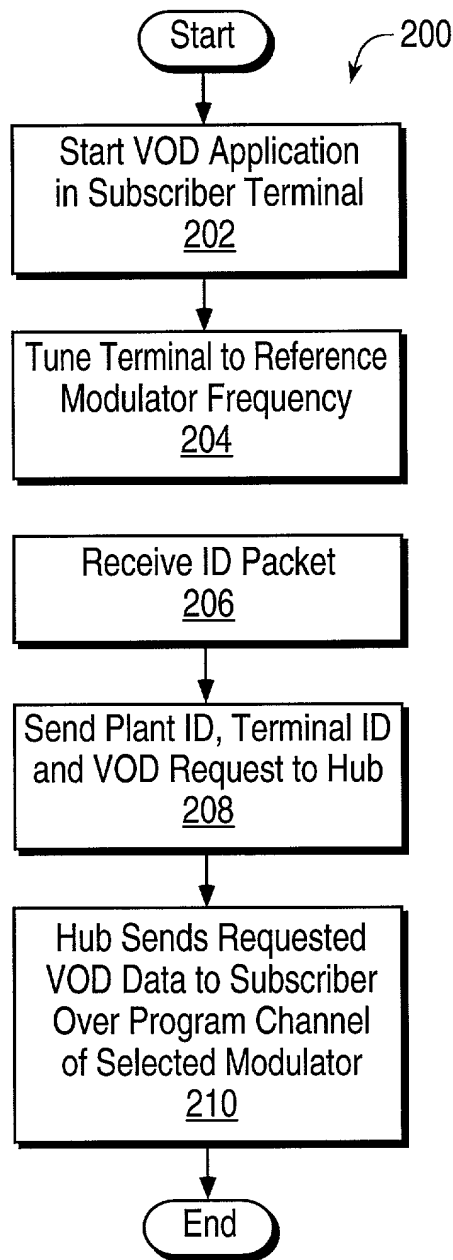 Start
200
Start VOD Application
in Subscriber Terminal
202
Tune Terminal to Reference
Modulator Frequency
204
Receive ID Packet
206
Send Plant ID, Terminal ID
and VOD Request to Hub
208
Hub Sends Requested
VOD Data to Subscriber
Over Program Channel
of Selected Modulator
210
End